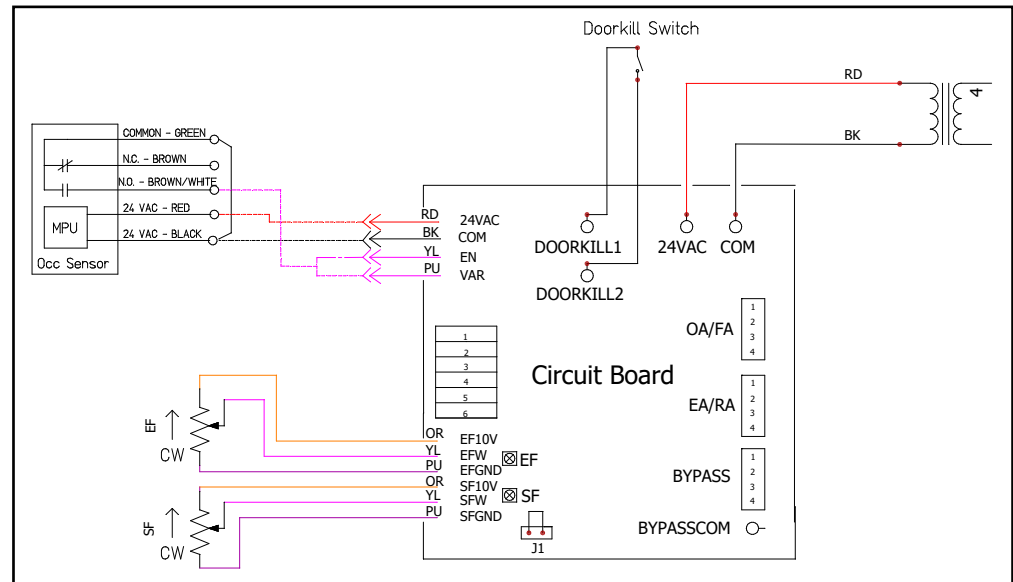 Doorkill Switch
RD
4
BK
COMMON - GREEN
N.C. - BROWN
N.O. - BROWN/WHITE
24 VAC - RED
MPU
24 VAC - BLACK
Occ Sensor
RD
24VAC
BK
COM
YL
EN
PU
VAR
DOORKILL1
24VAC
COM
DOORKILL2
OA/FA
1
2
3
4
1
2
3
4
5
6
Circuit Board
EA/RA
1
2
3
4
EF
CW
OR
EF10V
YL
EFW
EF
PU
EFGND
OR
SF10V
YL
SFW
SF
PU
SFGND
SF
CW
J1
BYPASS
1
2
3
4
BYPASSCOM